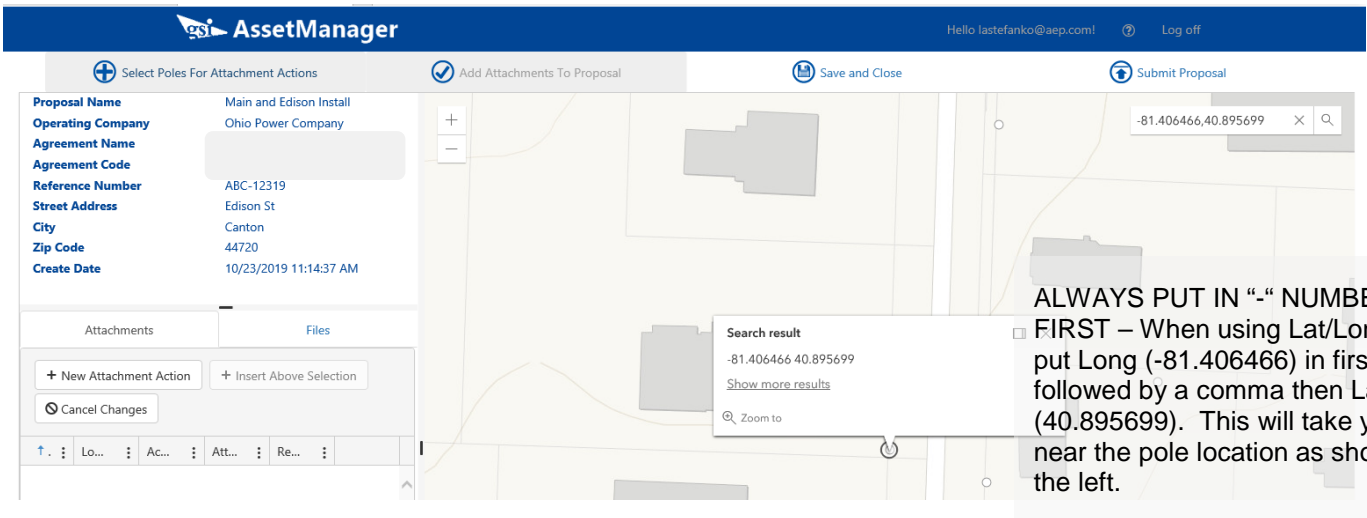 gsi AssetManager
Hello lastefanko@aep.com! ? Log off
Select Poles For Attachment Actions Add Attachments To Proposal Save and Close Submit Proposal
Proposal Name Main and Edison Install
Operating Company Ohio Power Company
Agreement Name
Agreement Code
Reference Number ABC-12319
Street Address Edison St
City Canton
Zip Code 44720
Create Date 10/23/2019 11:14:37 AM
Attachments Files
+ New Attachment Action + Insert Above Selection
Cancel Changes
Lo... Ac... Att... Re...
+
−
-81.406466,40.895699
Search result
-81.406466 40.895699
Show more results
Zoom to
ALWAYS PUT IN “-“ NUMBE
FIRST – When using Lat/Lon
put Long (-81.406466) in firs
followed by a comma then La
(40.895699). This will take y
near the pole location as sho
the left.